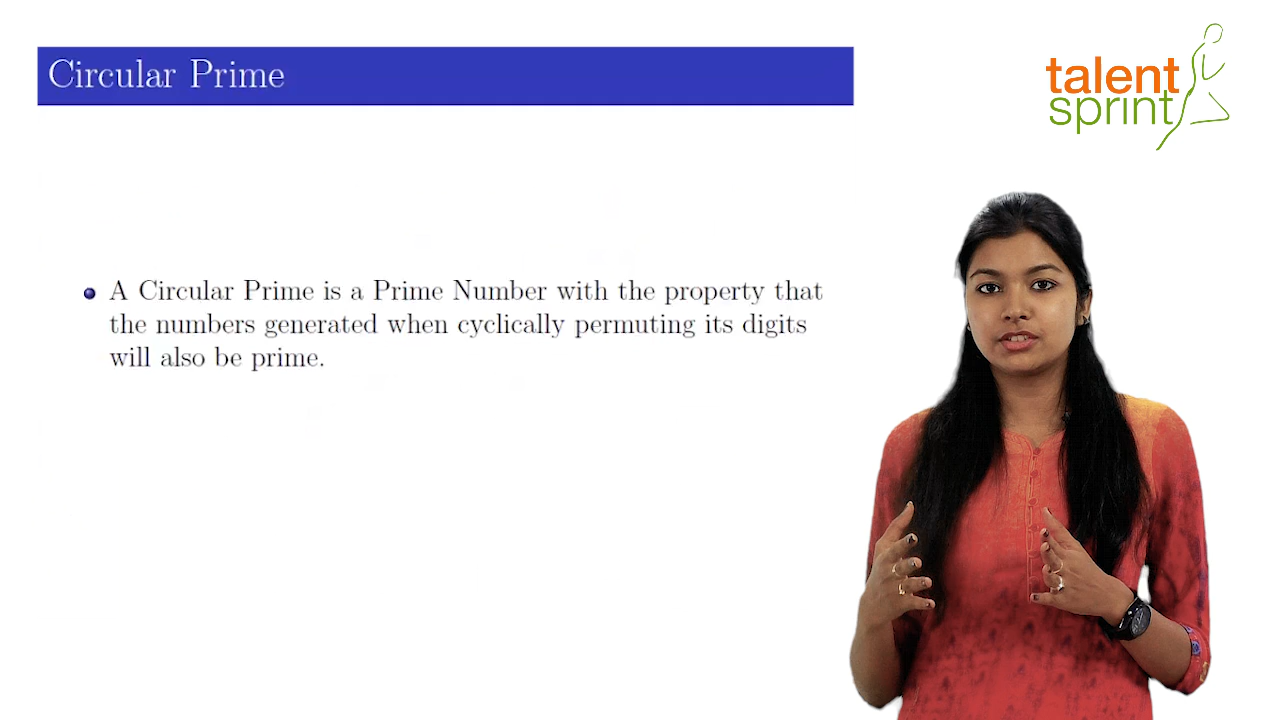 Circular Prime
talent
sprint
A Circular Prime is a Prime Number with the property that
the numbers generated when cyclically permuting its digits
will also be prime.